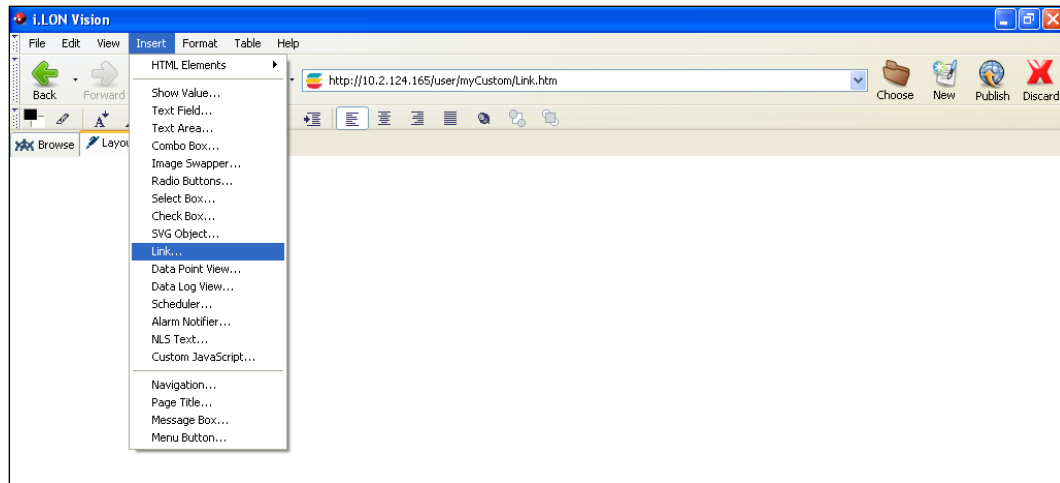 i.LON Vision
File Edit View Insert Format Table Help
Back Forward http://10.2.124.165/user/myCustom/Link.htm Choose New Publish Discard
Browse Layou
HTML Elements
Show Value...
Text Field...
Text Area...
Combo Box...
Image Swapper...
Radio Buttons...
Select Box...
Check Box...
SVG Object...
Link...
Data Point View...
Data Log View...
Scheduler...
Alarm Notifier...
NLS Text...
Custom JavaScript...
Navigation...
Page Title...
Message Box...
Menu Button...